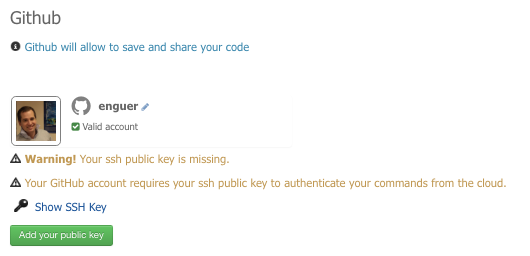 Github
Github will allow to save and share your code
enguer
Valid account
Warning! Your ssh public key is missing.
Your GitHub account requires your ssh public key to authenticate your commands from the cloud.
Show SSH Key
Add your public key